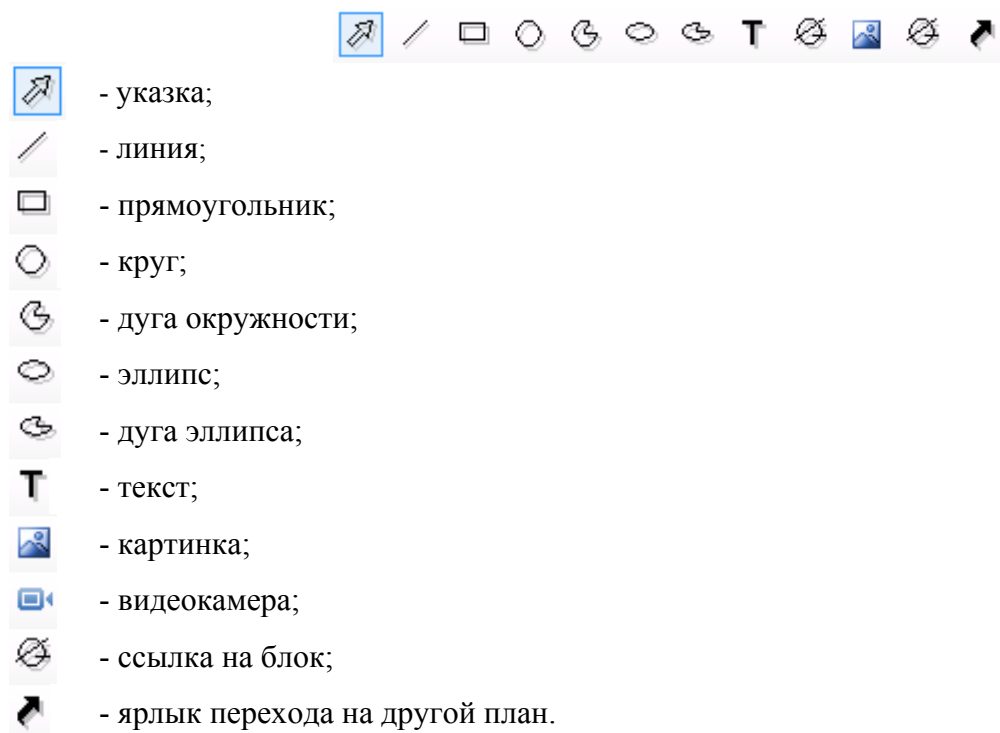 - указка;
- линия;
- прямоугольник;
- круг;
- дуга окружности;
- эллипс;
- дуга эллипса;
- текст;
- картинка;
- видеокамера;
- ссылка на блок;
- ярлык перехода на другой план.